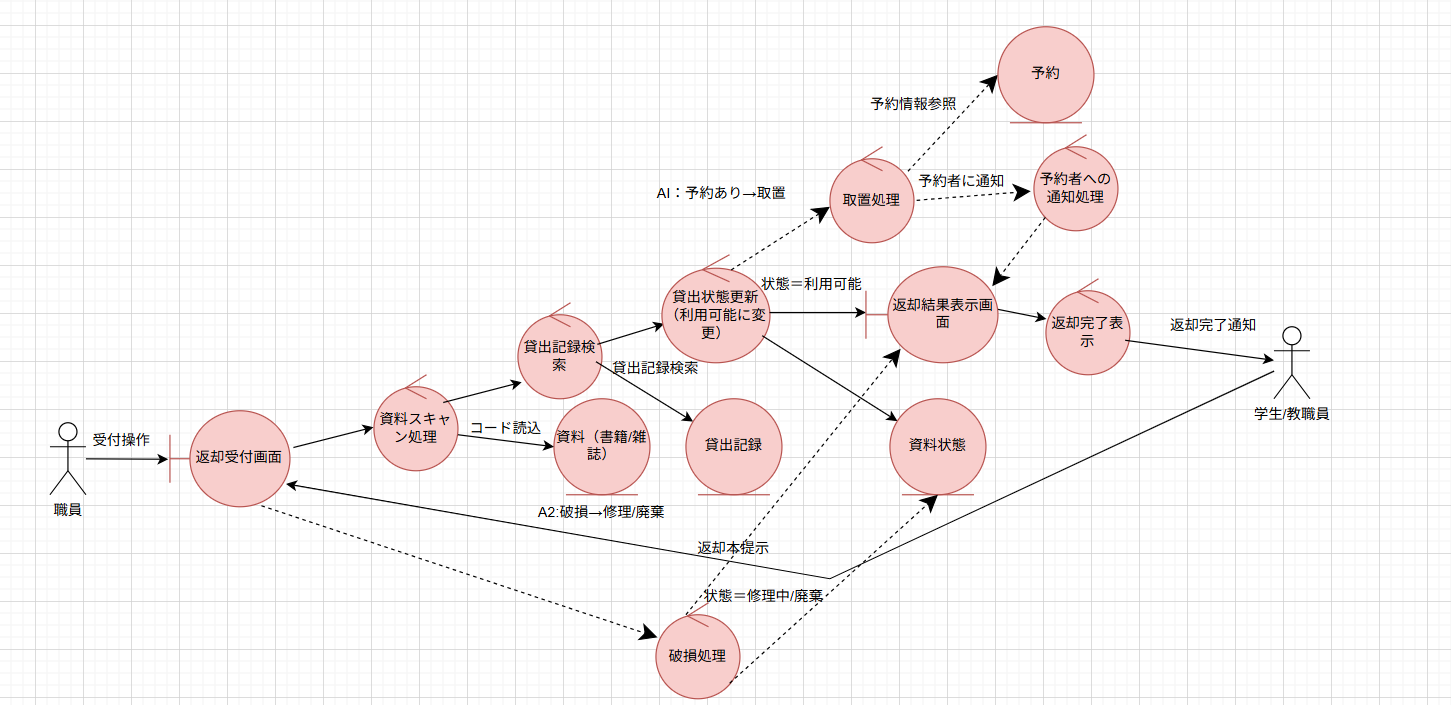 予約
予約情報参照
予約者への
通知処理
予約者に通知
AI：予約あり→取置
取置処理
状態＝利用可能
貸出状態更新
（利用可能に変
更）
返却結果表示画
面
返却完了表
示
返却完了通知
貸出記録検
索
貸出記録検索
学生/教職員
資料スキャ
ン処理
コード読込
受付操作
返却受付画面
資料（書籍/雑
誌）
貸出記録
資料状態
職員
A2:破損→修理/廃棄
返却本提示
状態＝修理中/廃棄
破損処理